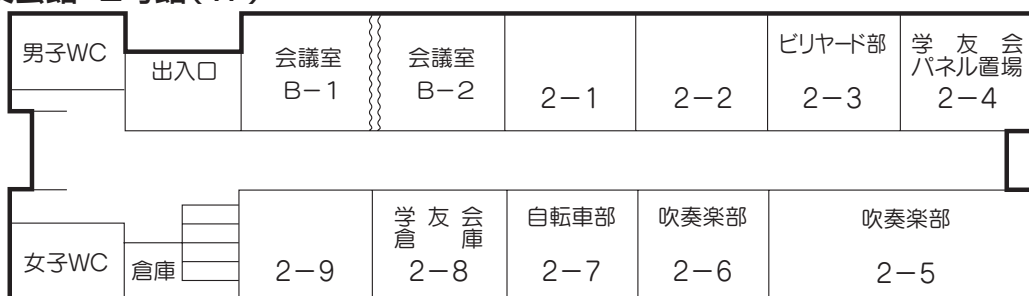 男子WC
出入口
会議室
B－1
会議室
B－2
2－1
2－2
ビリヤード部
2－3
学友会
パネル置場
2－4
女子WC
倉庫
2－9
学友会
倉庫
2－8
自転車部
2－7
吹奏楽部
2－6
吹奏楽部
2－5